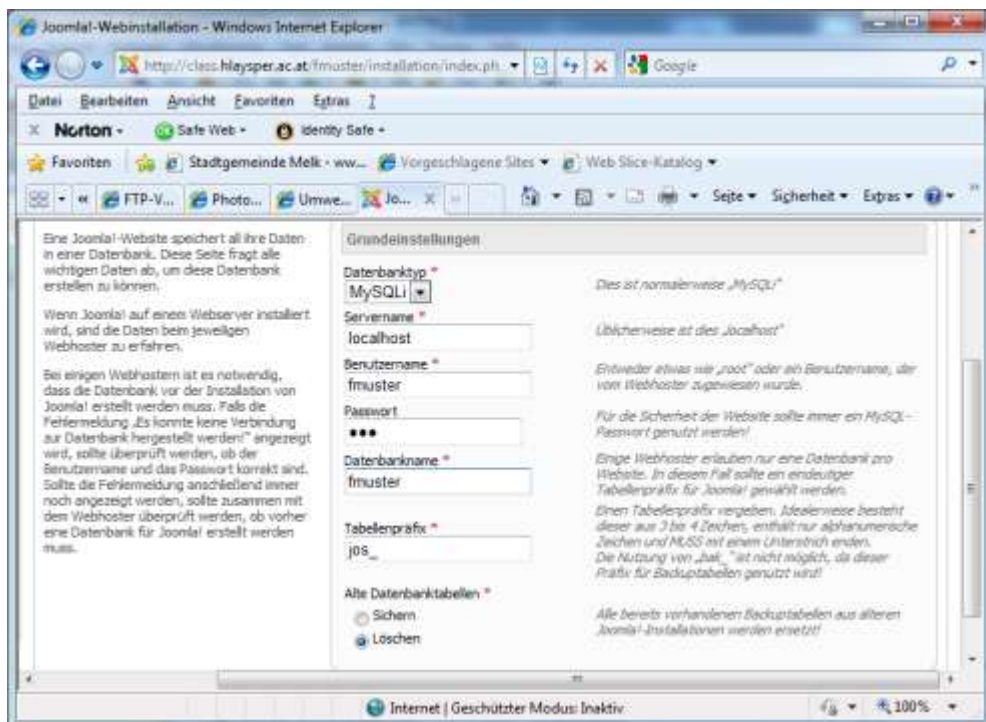 Joomla!-Webinstallation - Windows Internet Explorer
http://class.hlaysper.ac.at/fmuster/installation/index.ph
Google
Datei Bearbeiten Ansicht Favoriten Extras ?
x Norton - Safe Web - Identity Safe -
Favoriten Stadtgemeinde Melk - ww... Vorgeschlagene Sites Web Slice-Katalog
FTP-V... Photo... Umwe... Jo... X Seite Sicherheit Extras
Eine Joomla!-Website speichert all ihre Daten
in einer Datenbank. Diese Seite fragt alle
wichtigen Daten ab, um diese Datenbank
erstellen zu können.
Wenn Joomla! auf einem Webserver installiert
wird, sind die Daten beim jeweiligen
Webhoster zu erfahren.
Bei einigen Webhostern ist es notwendig,
dass die Datenbank vor der Installation von
Joomla! erstellt werden muss. Falls die
Fehlermeldung „Es konnte keine Verbindung
zur Datenbank hergestellt werden!" angezeigt
wird, sollte überprüft werden, ob der
Benutzername und das Passwort korrekt sind.
Sollte die Fehlermeldung anschließend immer
noch angezeigt werden, sollte zusammen mit
dem Webhoster überprüft werden, ob vorher
eine Datenbank für Joomla! erstellt werden
muss.
Grundeinstellungen
Datenbanktyp *
MySQLi
Dies ist normalerweise „MySQLi"
Servername *
localhost
Üblicherweise ist dies „localhost"
Benutzername *
fmuster
Entweder etwas wie „root" oder ein Benutzername, der
vom Webhoster zugewiesen wurde.
Passwort
●●●
Für die Sicherheit der Website sollte immer ein MySQL-
Passwort genutzt werden!
Datenbankname *
fmuster
Einige Webhoster erlauben nur eine Datenbank pro
Website. In diesem Fall sollte ein eindeutiger
Tabellenpräfix für Joomla! gewählt werden.
Tabellenpräfix *
jos_
Einen Tabellenpräfix vergeben. Idealerweise besteht
dieser aus 3 bis 4 Zeichen, enthält nur alphanumerische
Zeichen und MUSS mit einem Unterstrich enden.
Die Nutzung von „bak_" ist nicht möglich, da dieser
Präfix für Backuptabellen genutzt wird!
Alte Datenbanktabellen *
Sichern
Löschen
Alle bereits vorhandenen Backuptabellen aus älteren
Joomla!-Installationen werden ersetzt!
Internet | Geschützter Modus: Inaktiv
100%